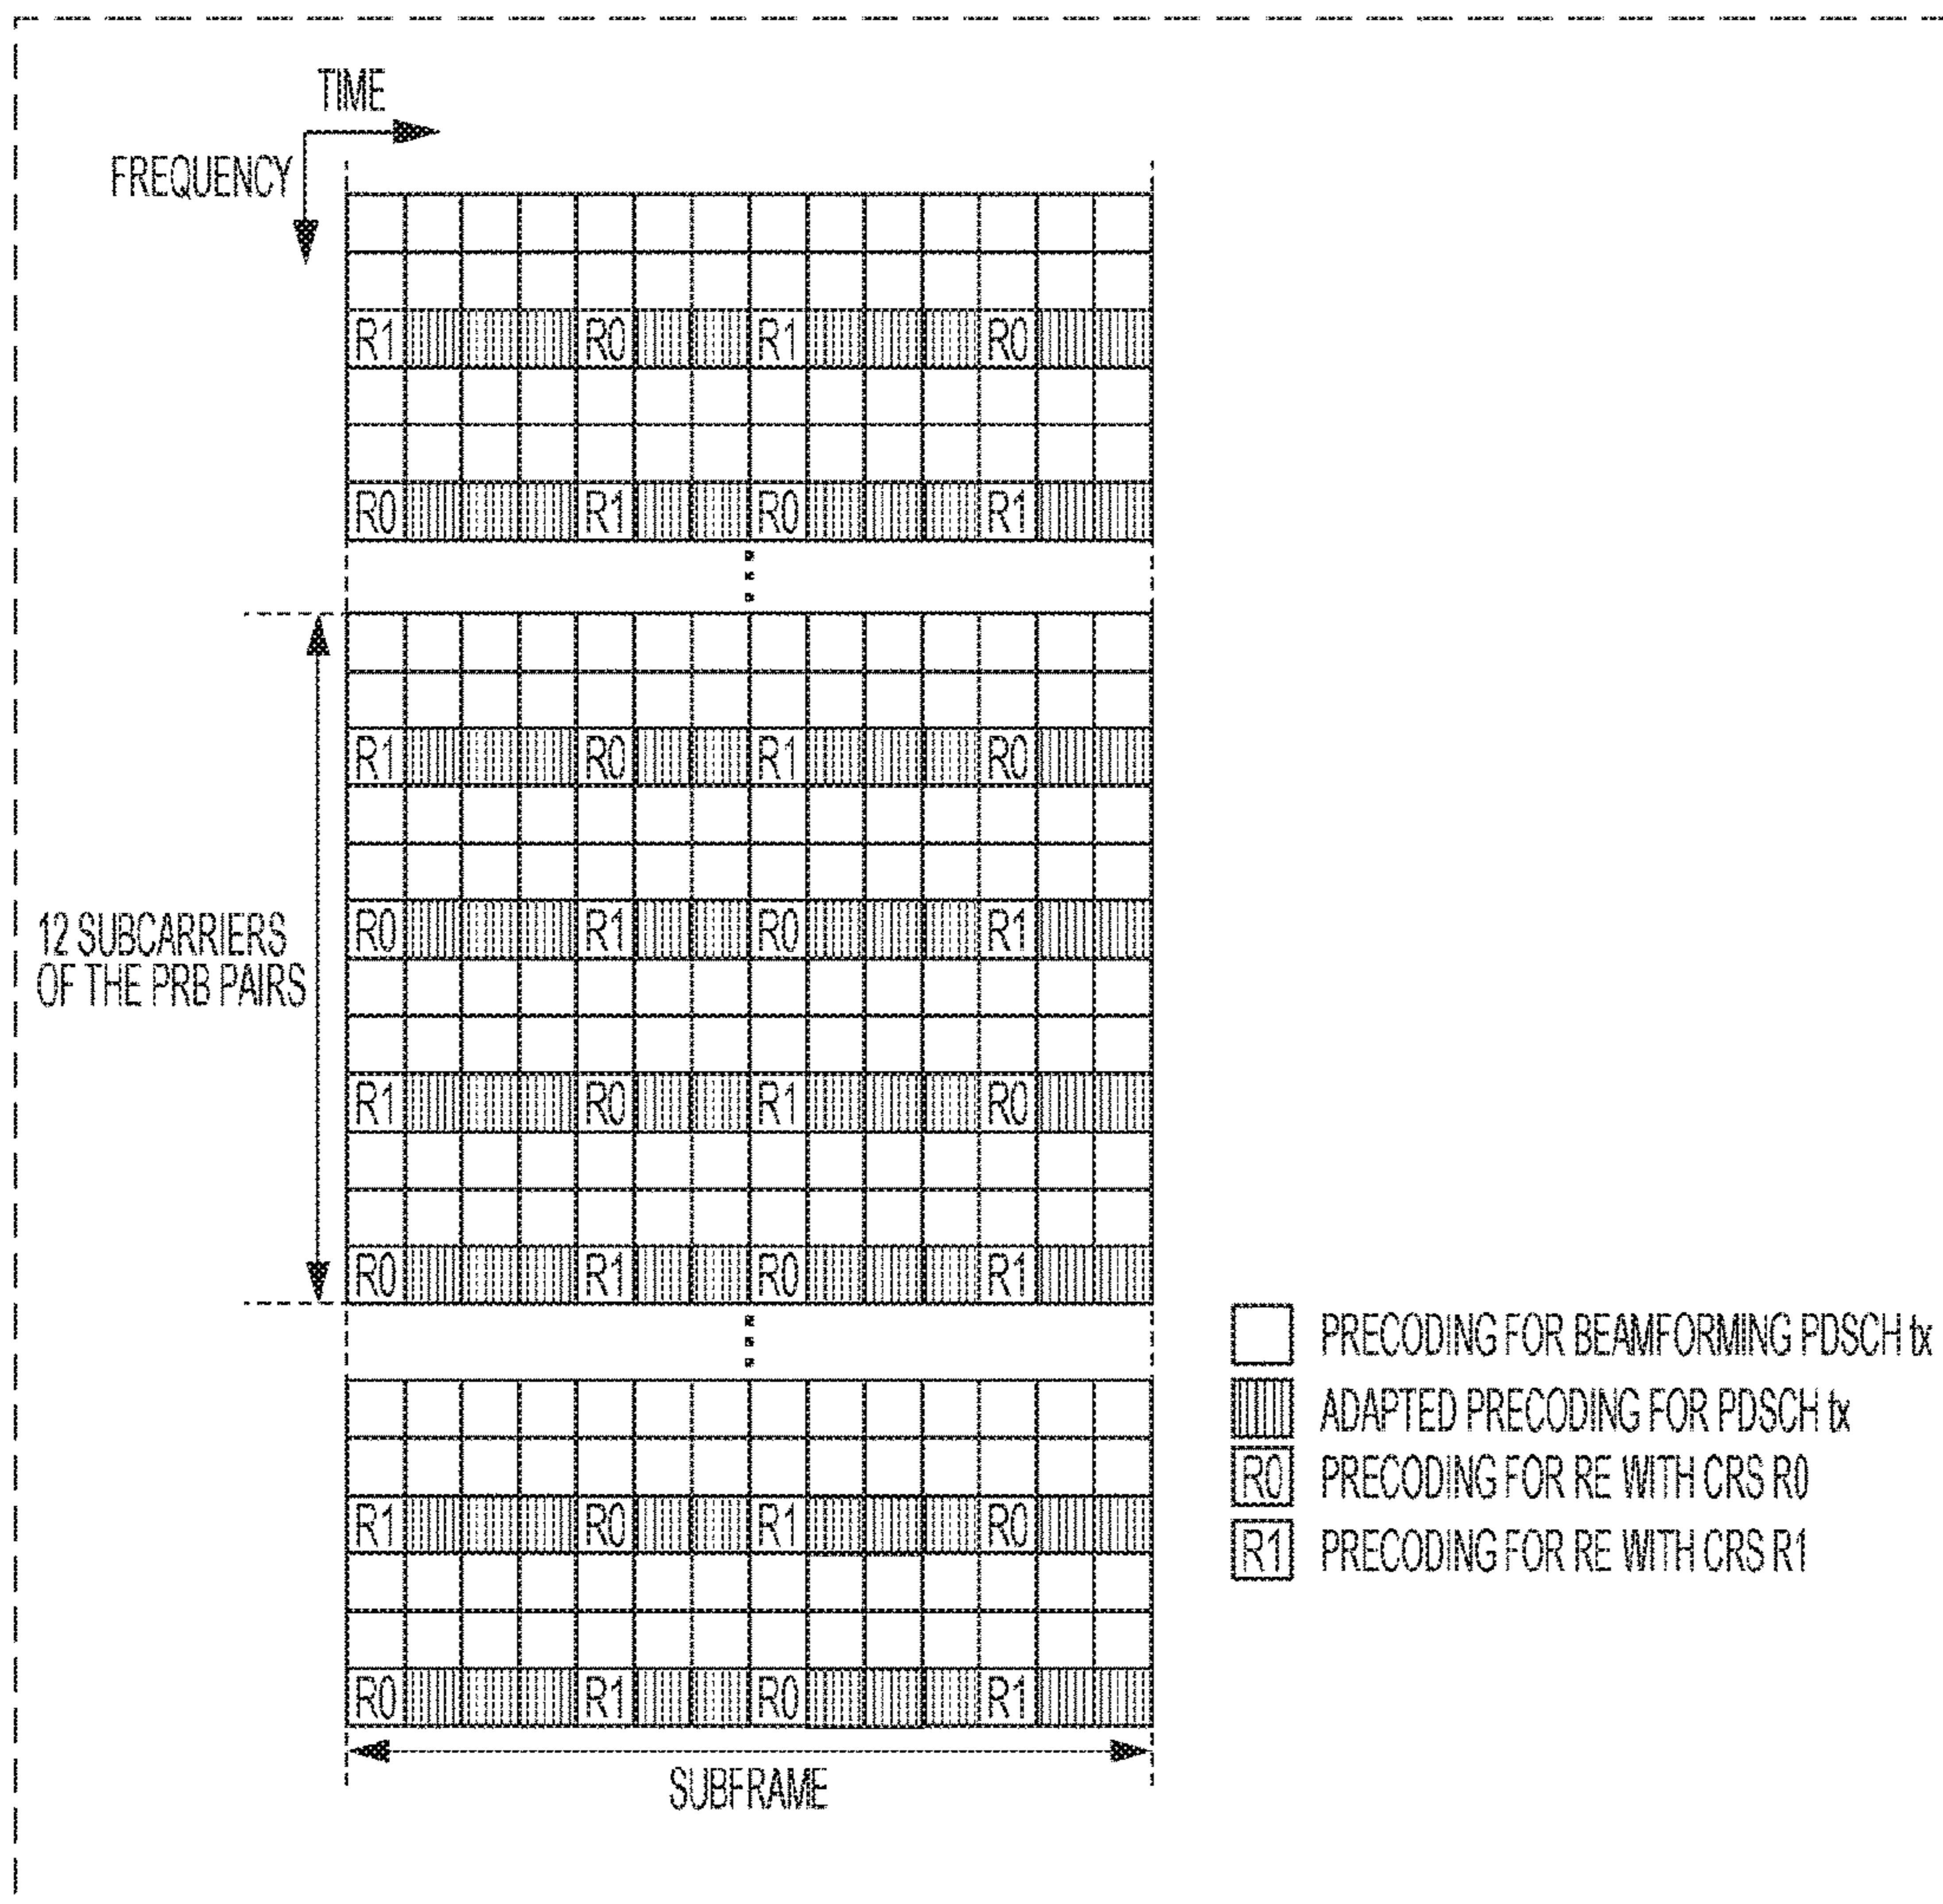 TIME
FREQUENCY
R1 R0 R1 R0
R0 R1 R0 R1
R1 R0 R1 R0
12 SUBCARRIERS
OF THE PRB PAIRS
R0 R1 R0 R1
R1 R0 R1 R0
R0 R1 R0 R1
PRECODING FOR BEAMFORMING PDSCH tx
ADAPTED PRECODING FOR PDSCH tx
R0 PRECODING FOR RE WITH CRS R0
R1 PRECODING FOR RE WITH CRS R1
R1 R0 R1 R0
R0 R1 R0 R1
SUBFRAME